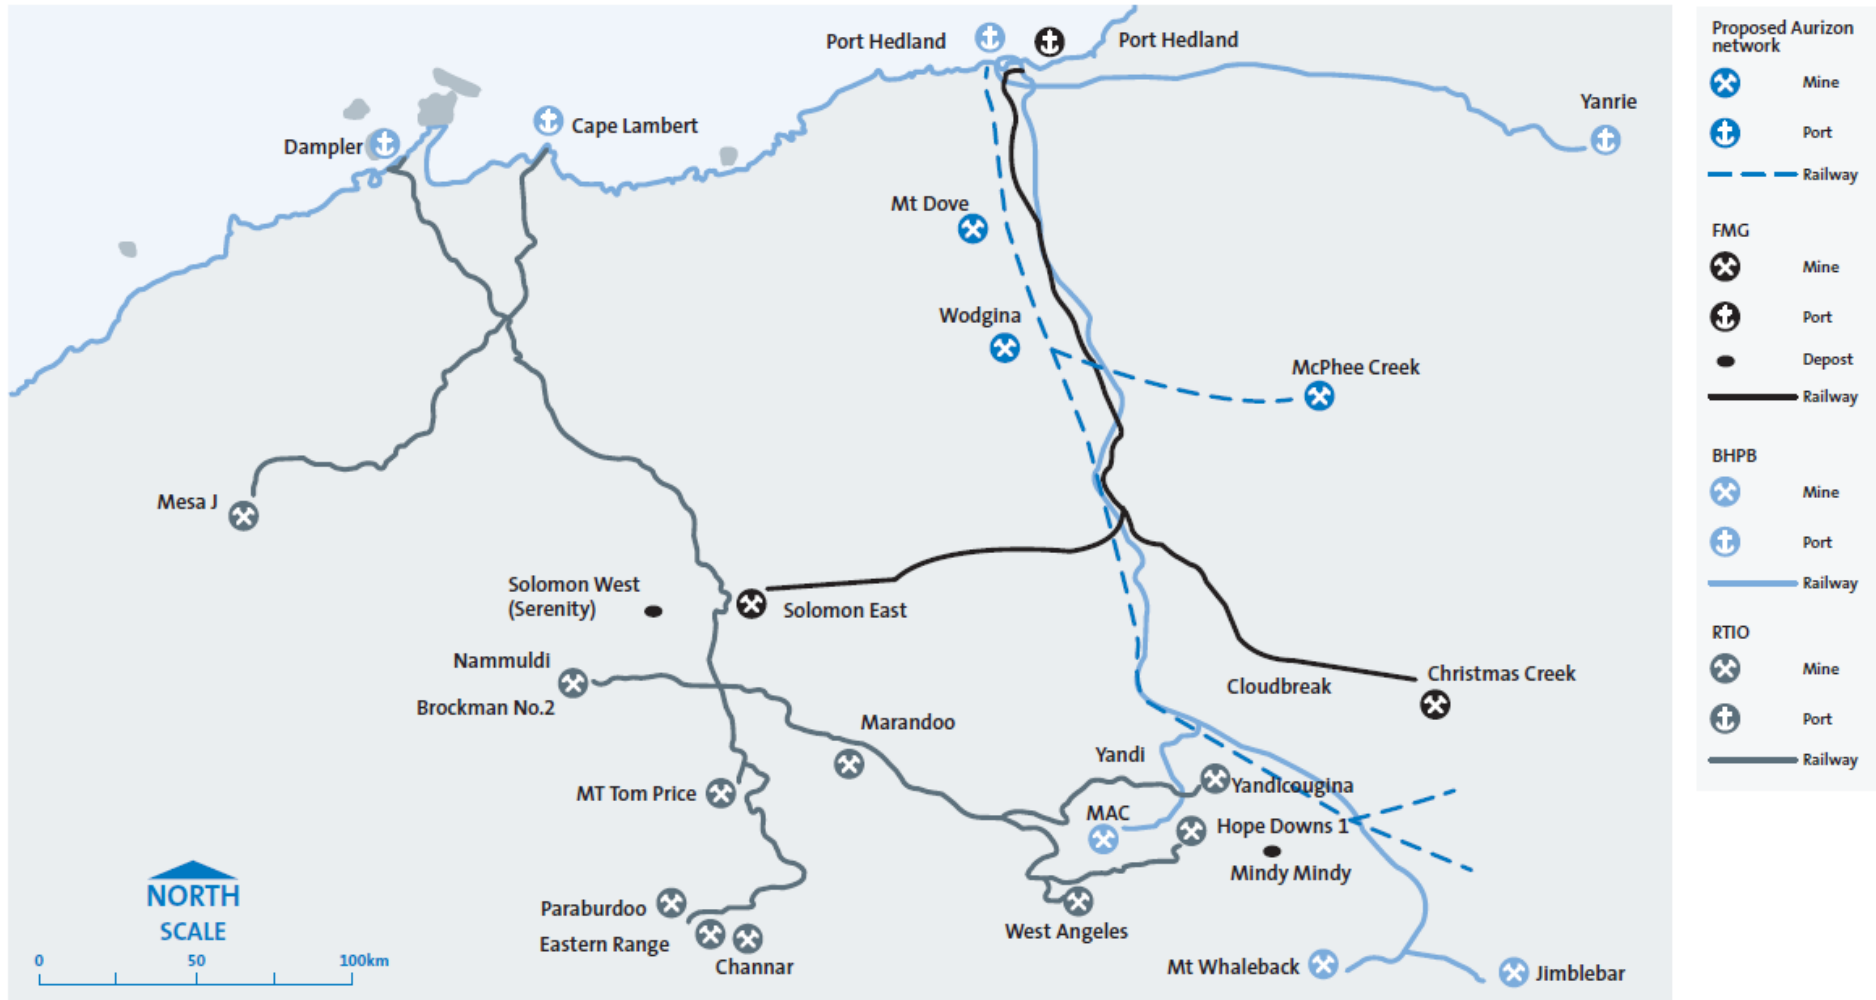 Port Hedland
Port Hedland
Yanrie
Dampler
Cape Lambert
Mt Dove
Wodgina
McPhee Creek
Mesa J
Solomon West
(Serenity)
Solomon East
Nammuldi
Brockman No.2
Christmas Creek
Cloudbreak
Marandoo
Yandi
Yandicougina
MT Tom Price
MAC
Hope Downs 1
Mindy Mindy
Paraburdoo
Eastern Range
Channar
West Angeles
Mt Whaleback
Jimblebar
NORTH
SCALE
0 50 100km
Proposed Aurizon
network
Mine
Port
Railway
FMG
Mine
Port
Depost
Railway
BHPB
Mine
Port
Railway
RTIO
Mine
Port
Railway